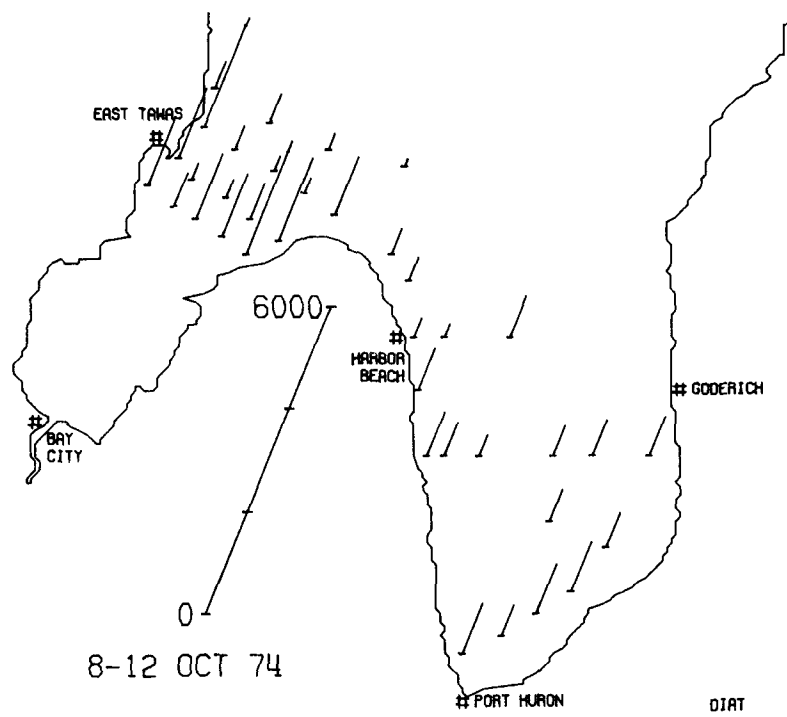 EAST TAWAS
6000
HARBOR
BEACH
GODERICH
BAY
CITY
0
8-12 OCT 74
PORT HURON
DIAT